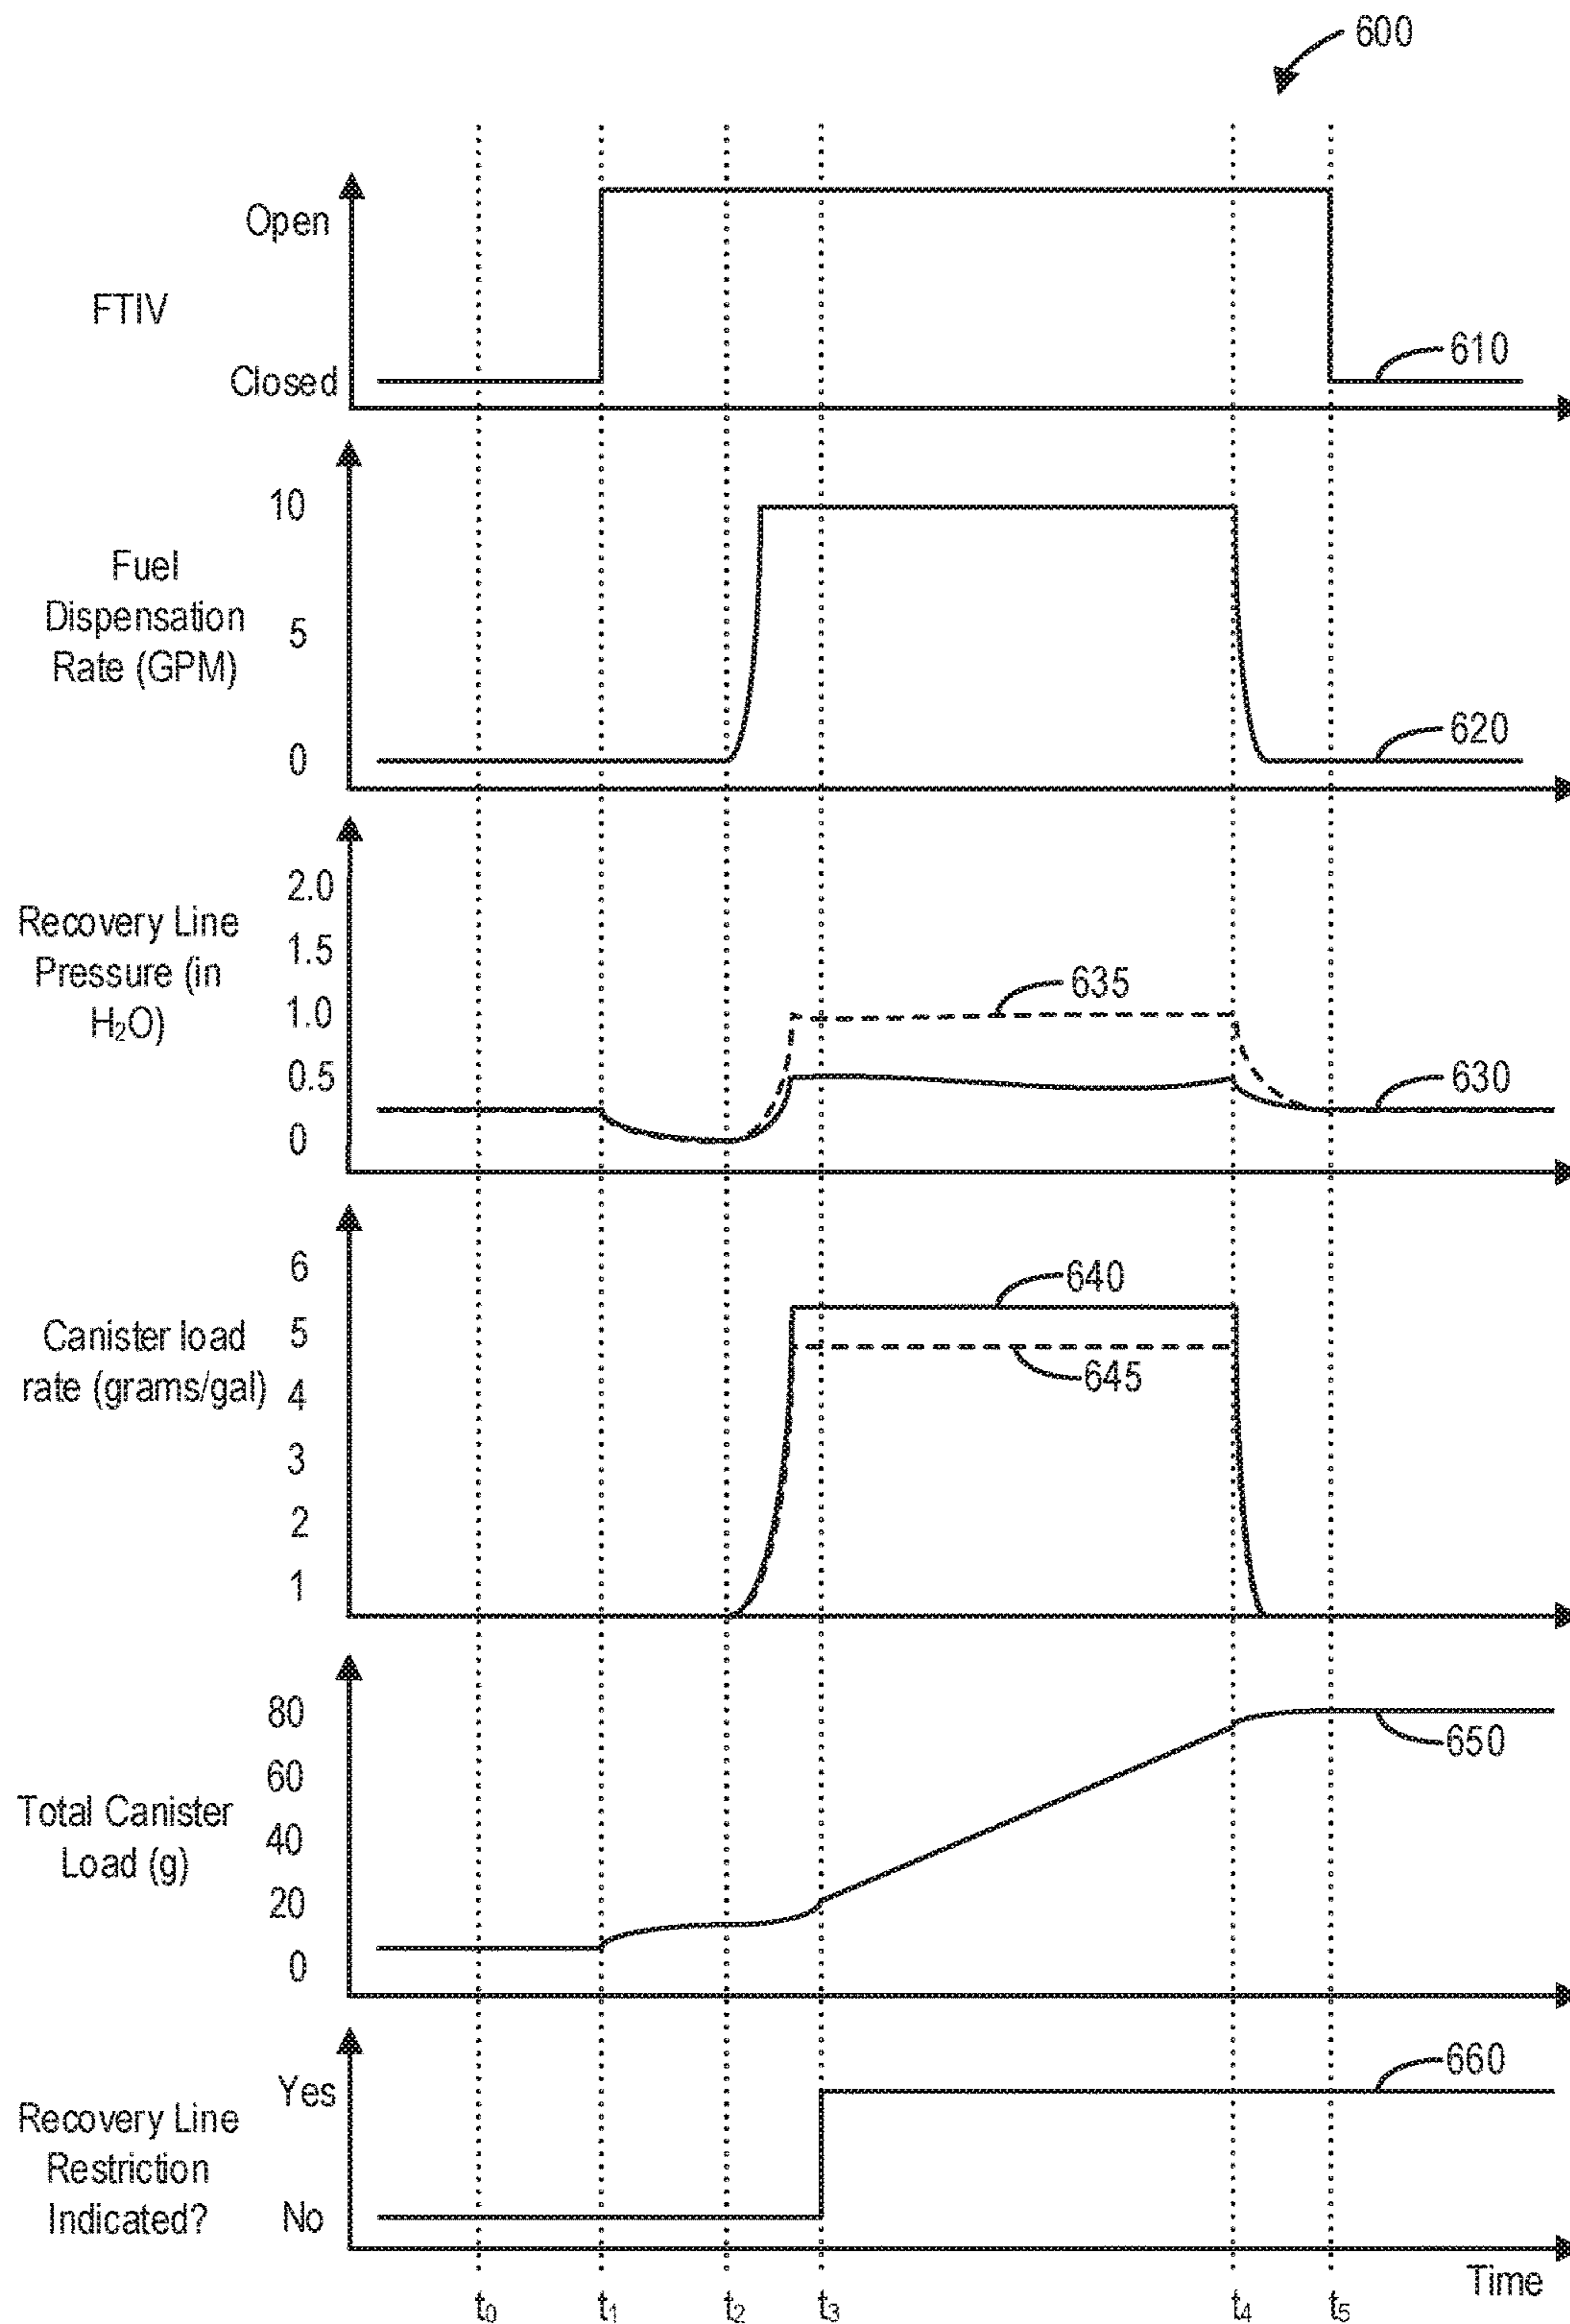 600
Open
FTIV
Closed
610
10
Fuel
Dispensation
Rate (GPM)
5
0
620
2.0
Recovery Line
Pressure (in
H₂O)
1.5
1.0
0.5
0
635
630
6
5
4
3
2
1
Canister load
rate (grams/gal)
640
645
80
60
40
20
0
Total Canister
Load (g)
650
Yes
Recovery Line
Restriction
Indicated?
No
660
Time
t₀ t₁ t₂ t₃ t₄ t₅